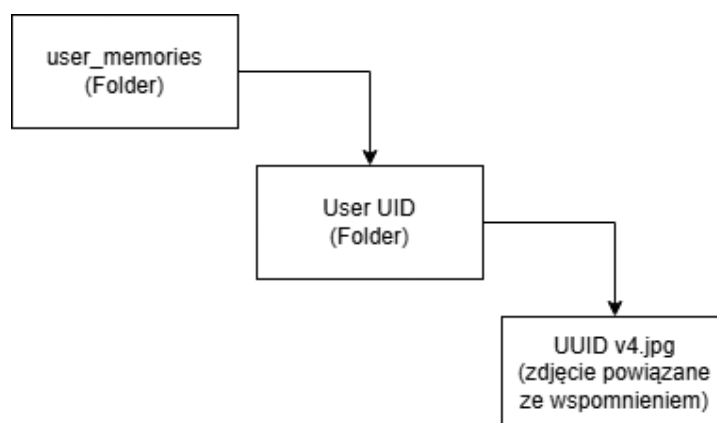 user_memories
(Folder)
User UID
(Folder)
UUID v4.jpg
(zdjęcie powiązane
ze wspomnieniem)